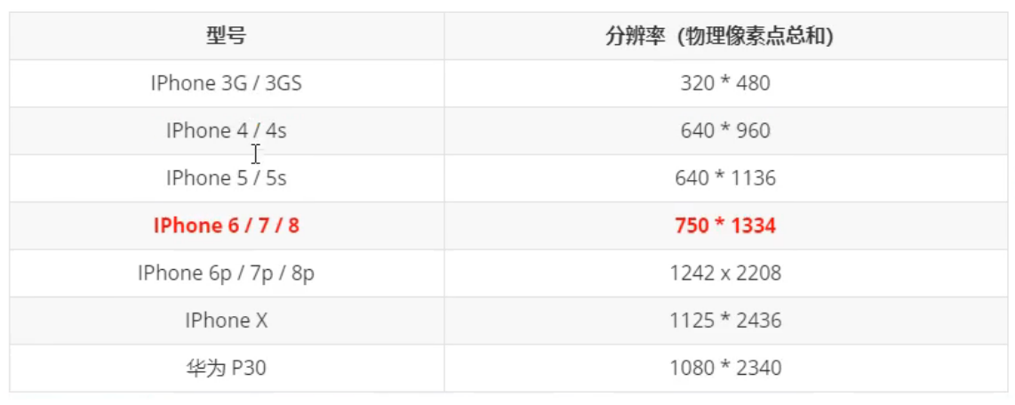 型号 分辨率（物理像素点总和）
IPhone 3G / 3GS 320 * 480
IPhone 4 / 4s 640 * 960
IPhone 5 / 5s 640 * 1136
IPhone 6 / 7 / 8 750 * 1334
IPhone 6p / 7p / 8p 1242 x 2208
IPhone X 1125 * 2436
华为 P30 1080 * 2340